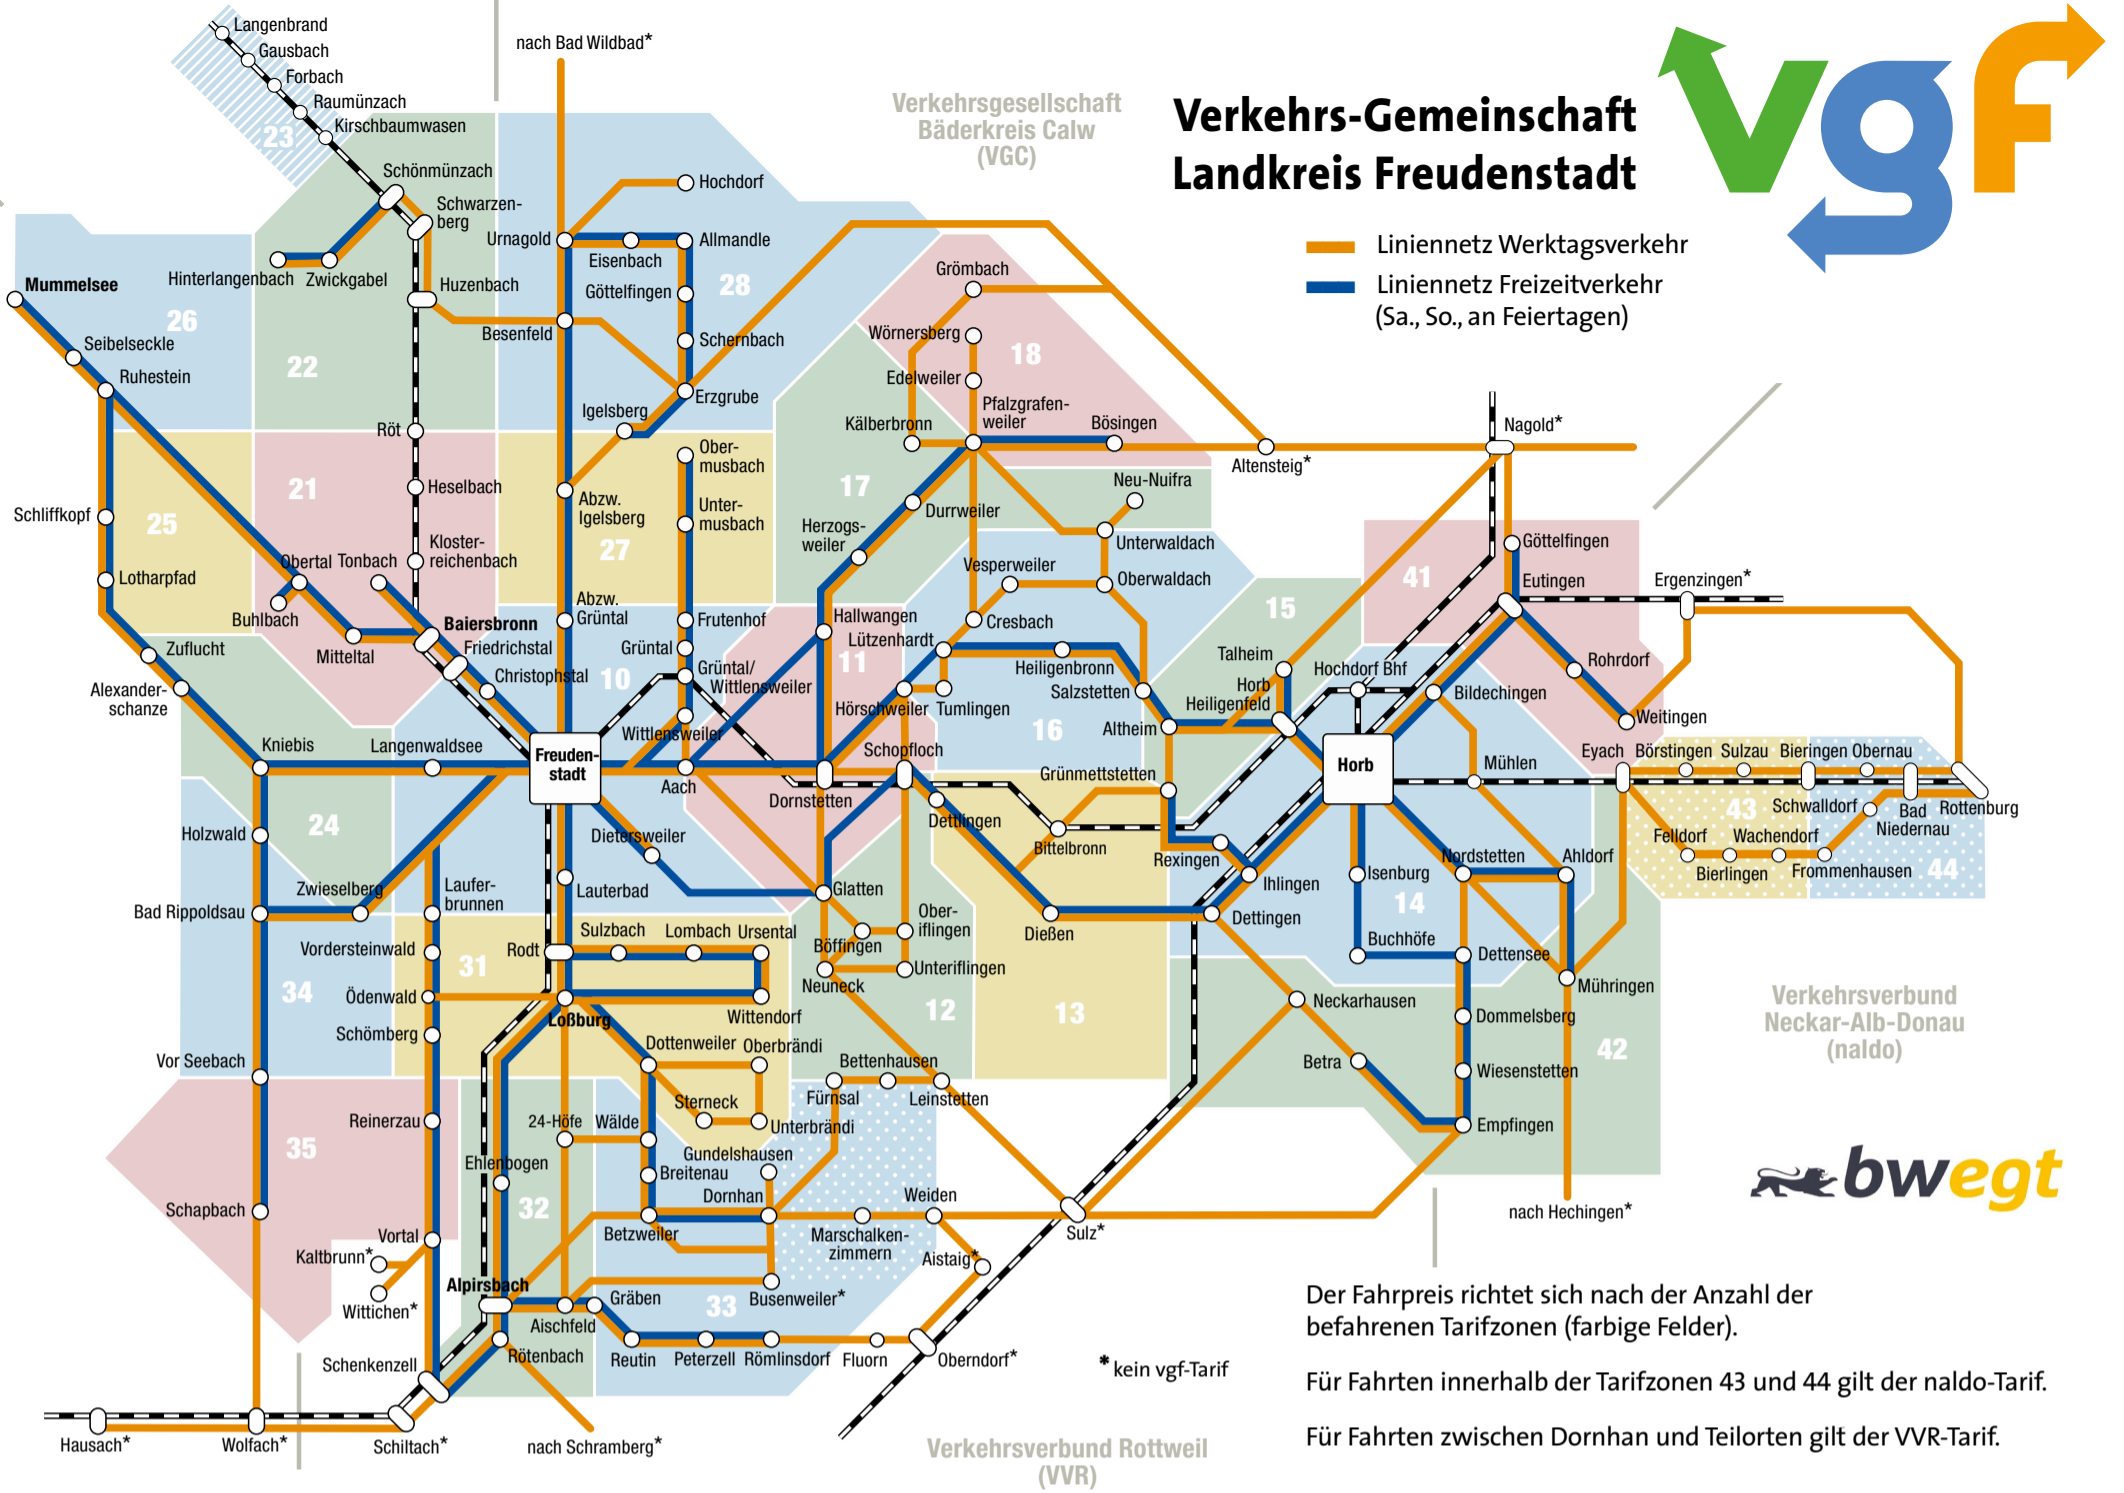 Langenbrand
Gausbach
Forbach
Raumünzach
Kirschbaumwasen
23
Schönmünzach
Schwarzen-
berg
Hinterlangenbach
Zwickgabel
Huzenbach
22
Mummelsee
26
Seibelseckle
Ruhestein
nach Bad Wildbad*
Hochdorf
Urnagold
Eisenbach
Allmandle
Göttelfingen
28
Besenfeld
Schernbach
Erzgrube
Igelsberg
Verkehrsgesellschaft
Bäderkreis Calw
(VGC)
Verkehrs-Gemeinschaft
Landkreis Freudenstadt
vgf
Liniennetz Werktagsverkehr
Liniennetz Freizeitverkehr
(Sa., So., an Feiertagen)
Grömbach
Wörnersberg
18
Edelweiler
Pfalzgrafen-
weiler
Kälberbronn
Bösingen
Altensteig*
Nagold*
Röt
21
Heselbach
Kloster-
reichenbach
Schliffkopf
25
Lotharpfad
Obertal
Tonbach
Buhlbach
Mitteltal
Baiersbronn
Friedrichstal
Christophstal
Zuflucht
Alexander-
schanze
Abzw.
Igelsberg
27
Ober-
musbach
Unter-
musbach
Abzw.
Grüntal
Frutenhof
Grüntal
10
Grüntal/
Wittlensweiler
Wittlensweiler
17
Durrweiler
Herzogs-
weiler
Neu-Nuifra
Unterwaldach
Vesperweiler
Oberwaldach
Cresbach
Hallwangen
Lützenhardt
11
Heiligenbronn
Hörschweiler
Tumlingen
Salzstetten
16
Altheim
15
Talheim
Horb
Heiligenfeld
Hochdorf Bhf
41
Göttelfingen
Eutingen
Ergenzingen*
Rohrdorf
Bildechingen
Weitingen
Kniebis
Langenwaldsee
Freuden-
stadt
Aach
Dornstetten
Schopfloch
Grünmettstetten
Horb
Mühlen
Eyach
Börstingen
Sulzau
Bieringen
Obernau
43
Schwalldorf
Bad
Niedernau
Rottenburg
Felldorf
Wachendorf
Bierlingen
Frommenhausen
44
Holzwald
24
Zwieselberg
Bad Rippoldsau
Laufer-
brunnen
Dietersweiler
Lauterbad
Glatten
Dettlingen
Bittelbronn
Rexingen
Ihlingen
Isenburg
Nordstetten
Ahldorf
14
Dießen
Dettingen
Buchhöfe
Dettensee
Mühringen
Vordersteinwald
31
Rodt
Sulzbach
Lombach
Ursental
Ober-
iflingen
Böffingen
Unteriflingen
Neuneck
34
Ödenwald
Schömberg
Loßburg
Wittendorf
12
13
Neckarhausen
Dommelsberg
42
Betra
Wiesenstetten
Empfingen
nach Hechingen*
Verkehrsverbund
Neckar-Alb-Donau
(naldo)
Vor Seebach
35
Reinerzau
Schapbach
Vortal
Kaltbrunn*
Wittichen*
Dottenweiler
Oberbrändi
Sterneck
Unterbrändi
Bettenhausen
Fürnsal
Leinstetten
24-Höfe
Wälde
Gundelshausen
Ehlenbogen
Breitenau
32
Dornhan
Betzweiler
Weiden
Marschalken-
zimmern
Aistaig*
Sulz*
Alpirsbach
Gräben
33
Busenweiler*
Aischfeld
Rötenbach
Reutin
Peterzell
Römlinsdorf
Fluorn
Oberndorf*
Schenkenzell
Hausach*
Wolfach*
Schiltach*
nach Schramberg*
Verkehrsverbund Rottweil
(VVR)
*kein vgf-Tarif
bwegt
Der Fahrpreis richtet sich nach der Anzahl der
befahrenen Tarifzonen (farbige Felder).
Für Fahrten innerhalb der Tarifzonen 43 und 44 gilt der naldo-Tarif.
Für Fahrten zwischen Dornhan und Teilorten gilt der VVR-Tarif.